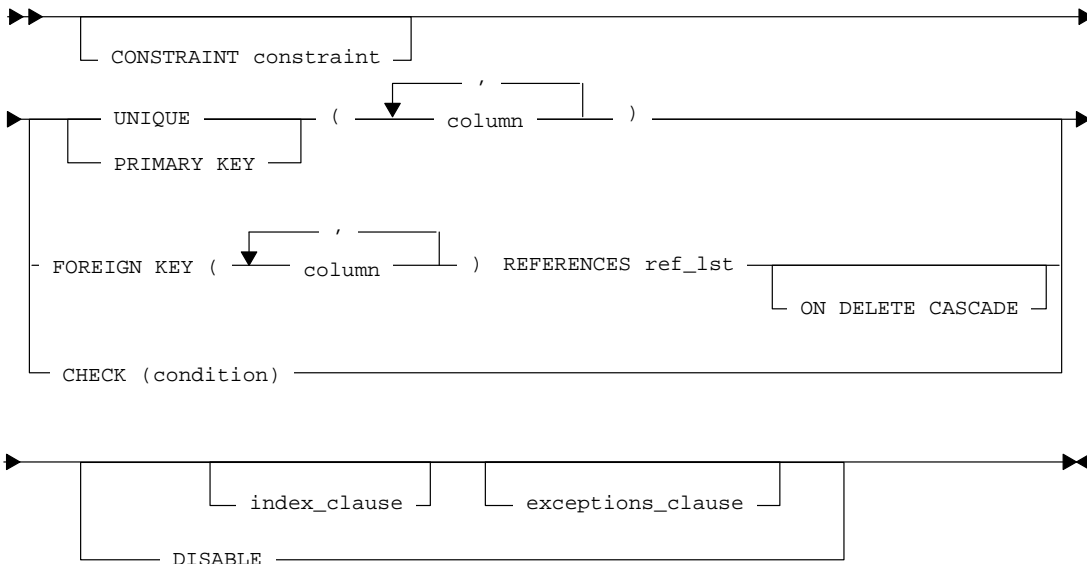 CONSTRAINT constraint
,
UNIQUE ( column )
PRIMARY KEY
,
FOREIGN KEY ( column ) REFERENCES ref_lst
ON DELETE CASCADE
CHECK (condition)
index_clause exceptions_clause
DISABLE